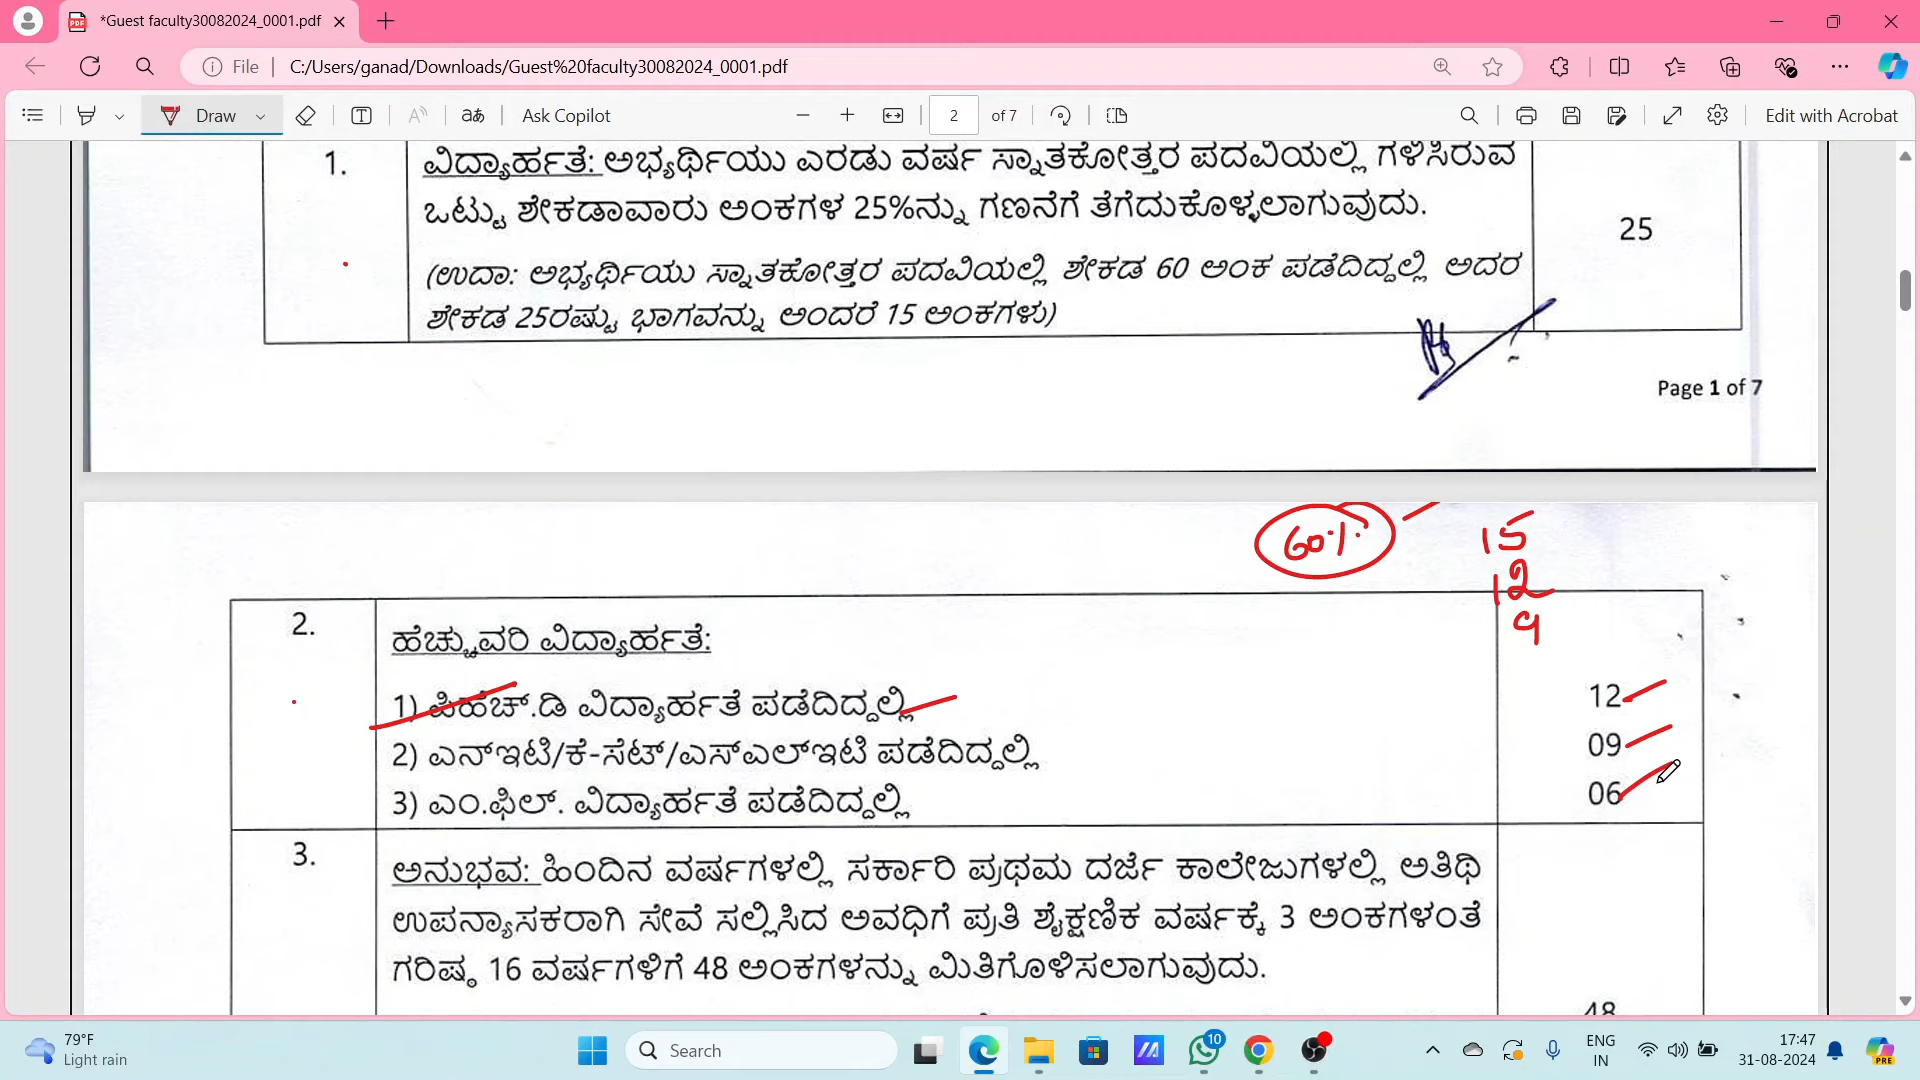 *Guest faculty30082024_0001.pdf
File
C:/Users/ganad/Downloads/Guest%20faculty30082024_0001.pdf
Draw
Ask Copilot
2 of 7
Edit with Acrobat
1.
ವಿದ್ಯಾರ್ಹತೆ: ಅಭ್ಯರ್ಥಿಯು ಎರಡು ವರ್ಷ ಸ್ನಾತಕೋತ್ತರ ಪದವಿಯಲ್ಲಿ ಗಳಿಸಿರುವ
ಒಟ್ಟು ಶೇಕಡಾವಾರು ಅಂಕಗಳ 25%ನ್ನು ಗಣನೆಗೆ ತೆಗೆದುಕೊಳ್ಳಲಾಗುವುದು.
25
(ಉದಾ: ಅಭ್ಯರ್ಥಿಯು ಸ್ನಾತಕೋತ್ತರ ಪದವಿಯಲ್ಲಿ ಶೇಕಡ 60 ಅಂಕ ಪಡೆದಿದ್ದಲ್ಲಿ ಅದರ
ಶೇಕಡ 25ರಷ್ಟು ಭಾಗವನ್ನು ಅಂದರೆ 15 ಅಂಕಗಳು)
Page 1 of 7
60%
15
12
9
2.
ಹೆಚ್ಚುವರಿ ವಿದ್ಯಾರ್ಹತೆ:
1) ಪಿಹೆಚ್.ಡಿ ವಿದ್ಯಾರ್ಹತೆ ಪಡೆದಿದ್ದಲ್ಲಿ 12
2) ಎನ್ಇಟಿ/ಕೆ-ಸೆಟ್/ಎಸ್ಎಲ್ಇಟಿ ಪಡೆದಿದ್ದಲ್ಲಿ 09
3) ಎಂ.ಫಿಲ್. ವಿದ್ಯಾರ್ಹತೆ ಪಡೆದಿದ್ದಲ್ಲಿ 06
3.
ಅನುಭವ: ಹಿಂದಿನ ವರ್ಷಗಳಲ್ಲಿ ಸರ್ಕಾರಿ ಪ್ರಥಮ ದರ್ಜೆ ಕಾಲೇಜುಗಳಲ್ಲಿ ಅತಿಥಿ
ಉಪನ್ಯಾಸಕರಾಗಿ ಸೇವೆ ಸಲ್ಲಿಸಿದ ಅವಧಿಗೆ ಪ್ರತಿ ಶೈಕ್ಷಣಿಕ ವರ್ಷಕ್ಕೆ 3 ಅಂಕಗಳಂತೆ
ಗರಿಷ್ಠ 16 ವರ್ಷಗಳಿಗೆ 48 ಅಂಕಗಳನ್ನು ಮಿತಿಗೊಳಿಸಲಾಗುವುದು.
48
79°F
Light rain
Search
10
ENG
IN
17:47
31-08-2024